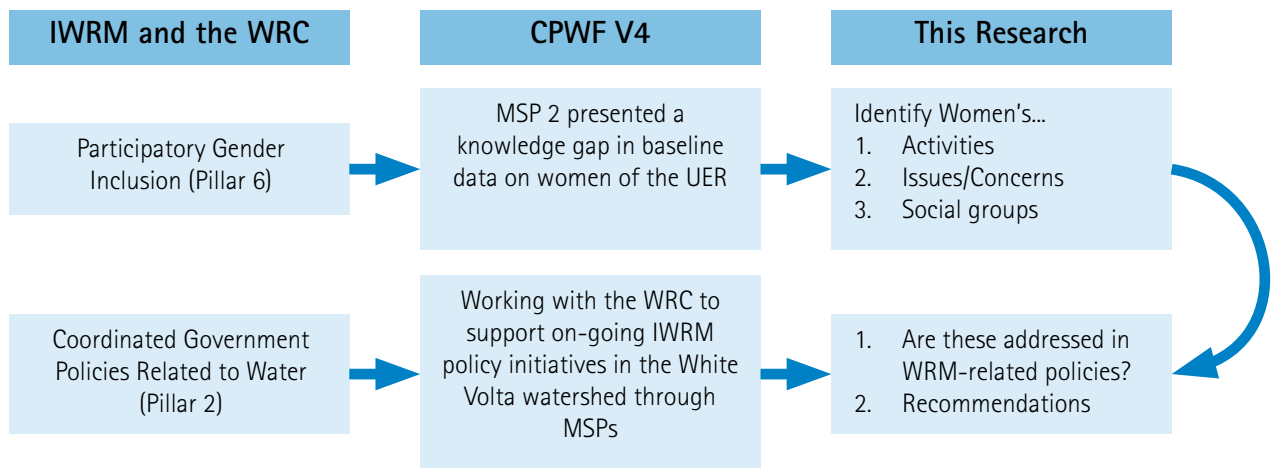 IWRM and the WRC
CPWF V4
This Research
Participatory Gender
Inclusion (Pillar 6)
MSP 2 presented a
knowledge gap in baseline
data on women of the UER
Identify Women's...
1. Activities
2. Issues/Concerns
3. Social groups
Coordinated Government
Policies Related to Water
(Pillar 2)
Working with the WRC to
support on-going IWRM
policy initiatives in the White
Volta watershed through
MSPs
1. Are these addressed in
WRM-related policies?
2. Recommendations